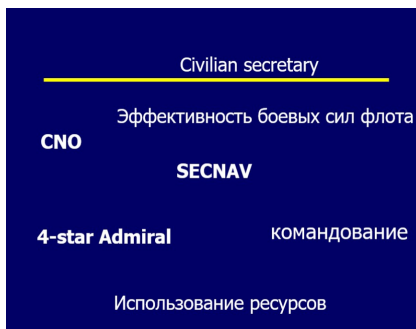 Civilian secretary
Эффективность боевых сил флота
CNO
SECNAV
4-star Admiral
командование
Использование ресурсов